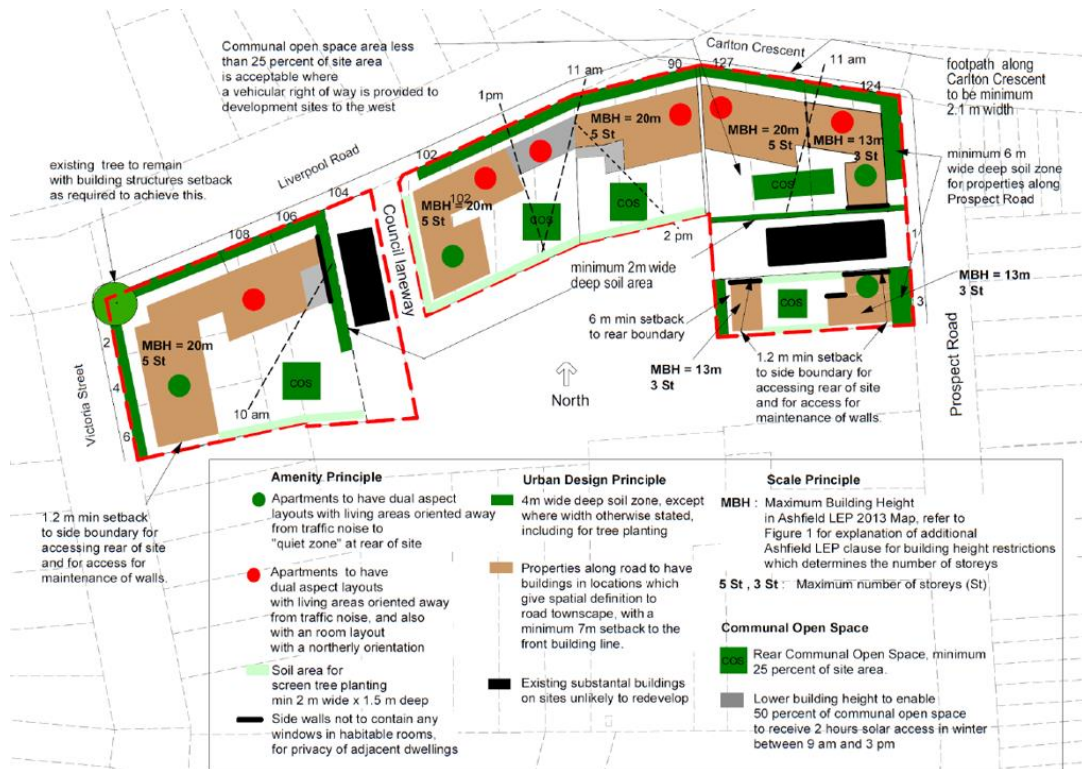 Communal open space area less
than 25 percent of site area
is acceptable where
a vehicular right of way is provided to
development sites to the west
Carlton Crescent
footpath along
Carlton Crescent
to be minimum
2.1 m width
11 am
90
127
11 am
124
1pm
MBH = 20m
5 St
MBH = 20m
5 St
MBH = 13m
3 St
existing tree to remain
with building structures setback
as required to achieve this.
Liverpool Road
102
104
106
108
102
MBH = 20m
5 St
COS
COS
COS
minimum 6 m
wide deep soil zone
for properties along
Prospect Road
Council laneway
2 pm
minimum 2m wide
deep soil area
1
3
MBH = 13m
3 St
COS
6 m min setback
to rear boundary
MBH = 13m
3 St
1.2 m min setback
to side boundary for
accessing rear of site
and for access for
maintenance of walls.
Prospect Road
North
MBH = 20m
5 St
COS
10 am
2
4
6
Victoria Street
1.2 m min setback
to side boundary for
accessing rear of site
and for access for
maintenance of walls.
Amenity Principle
Apartments to have dual aspect
layouts with living areas oriented away
from traffic noise to
"quiet zone" at rear of site
Apartments to have
dual aspect layouts
with living areas oriented away
from traffic noise, and also
with an room layout
with a northerly orientation
Soil area for
screen tree planting
min 2 m wide x 1.5 m deep
Side walls not to contain any
windows in habitable rooms,
for privacy of adjacent dwellings
Urban Design Principle
4m wide deep soil zone, except
where width otherwise stated,
including for tree planting
Properties along road to have
buildings in locations which
give spatial definition to
road townscape, with a
minimum 7m setback to the
front building line.
Existing substantal buildings
on sites unlikely to redevelop
Scale Principle
MBH : Maximum Building Height
in Ashfield LEP 2013 Map, refer to
Figure 1 for explanation of additional
Ashfield LEP clause for building height restrictions
which determines the number of storeys
5 St , 3 St : Maximum number of storeys (St)
Communal Open Space
COS
Rear Communal Open Space, minimum
25 percent of site area.
Lower building height to enable
50 percent of communal open space
to receive 2 hours solar access in winter
between 9 am and 3 pm